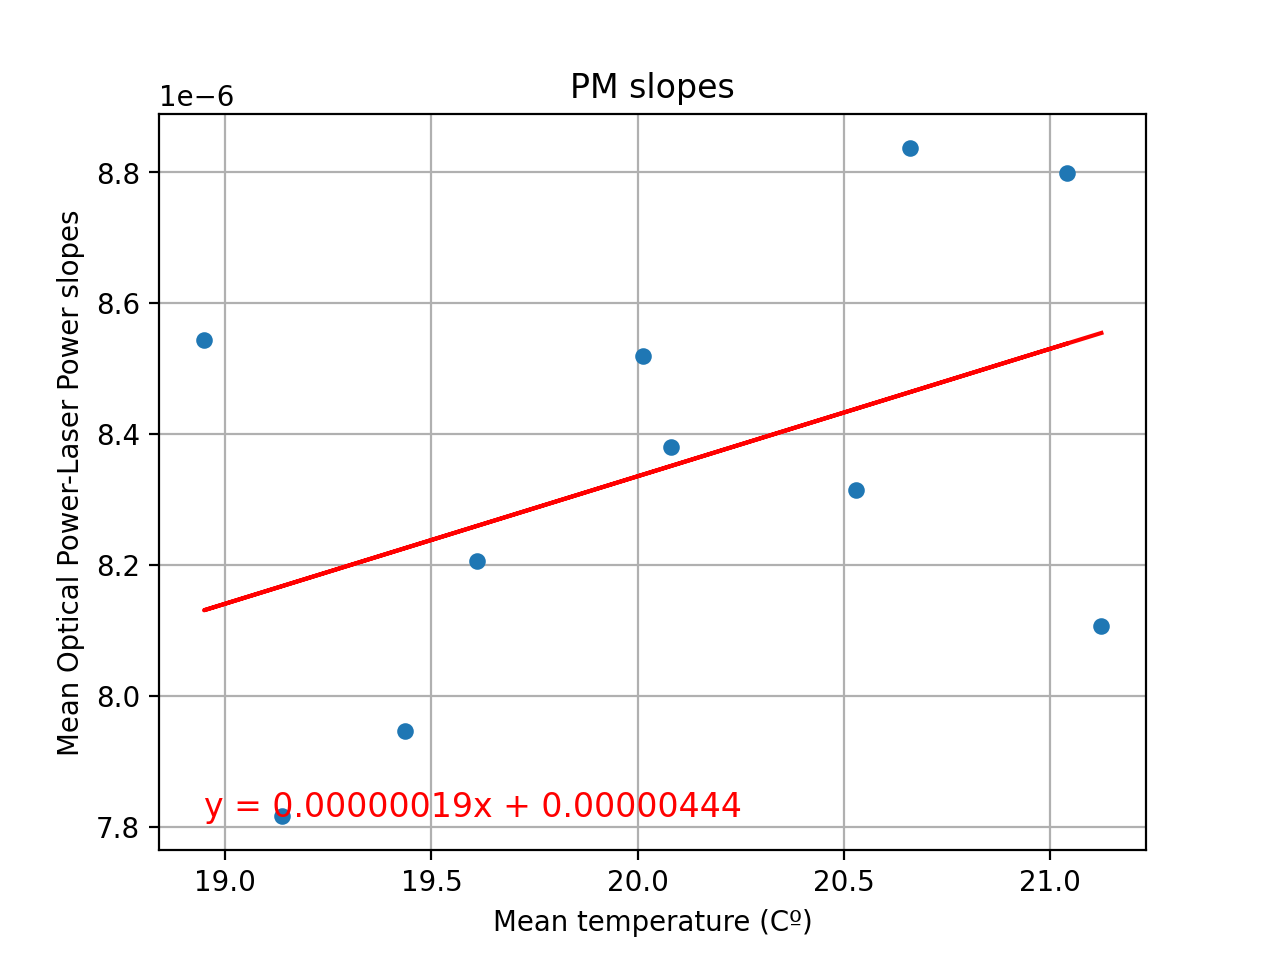 PM slopes
1e−6
8.8
8.6
8.4
8.2
8.0
7.8
Mean Optical Power-Laser Power slopes
y = 0.00000019x + 0.00000444
19.0 19.5 20.0 20.5 21.0
Mean temperature (Cº)